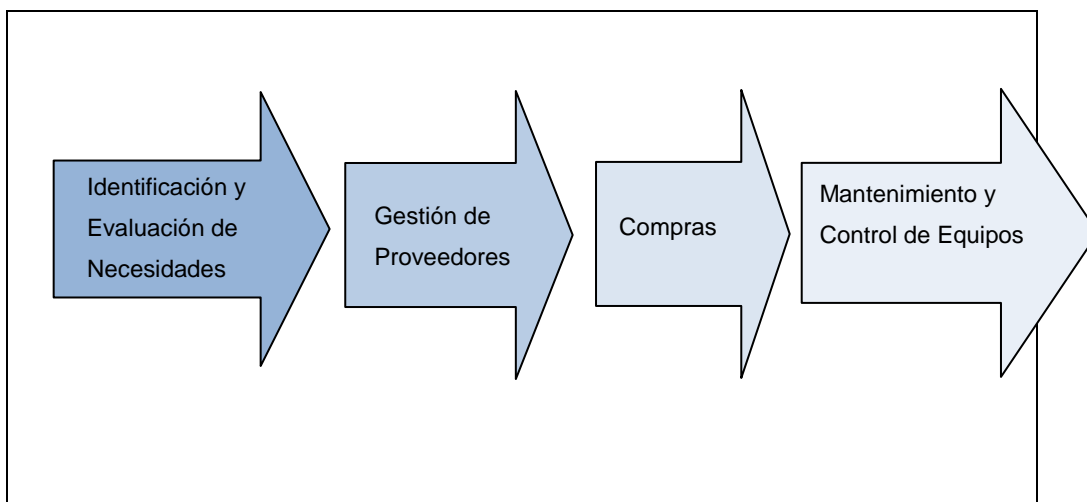 Identificación y
Evaluación de
Necesidades
Gestión de
Proveedores
Compras
Mantenimiento y
Control de Equipos